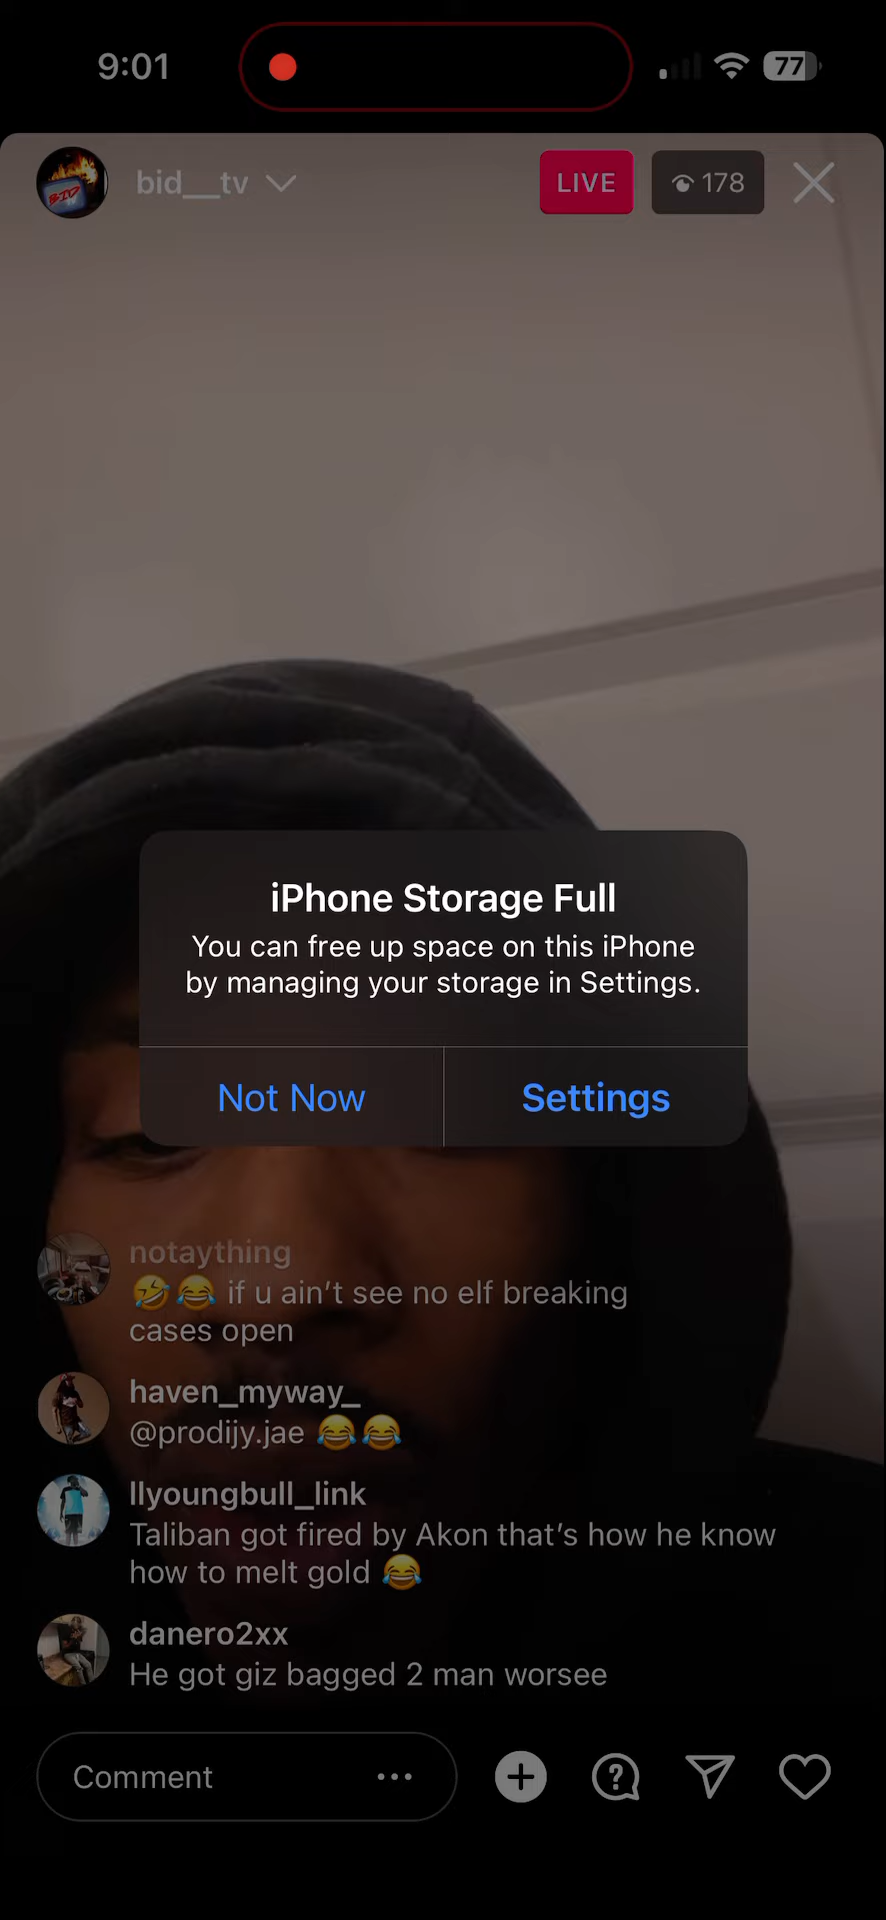 9:01
77
BID
bid__tv
LIVE
178
iPhone Storage Full
You can free up space on this iPhone
by managing your storage in Settings.
Not Now
Settings
notaything
🤣😂 if u ain’t see no elf breaking
cases open
haven_myway_
@prodijy.jae 😂😂
llyoungbull_link
Taliban got fired by Akon that’s how he know
how to melt gold 😂
danero2xx
He got giz bagged 2 man worsee
Comment